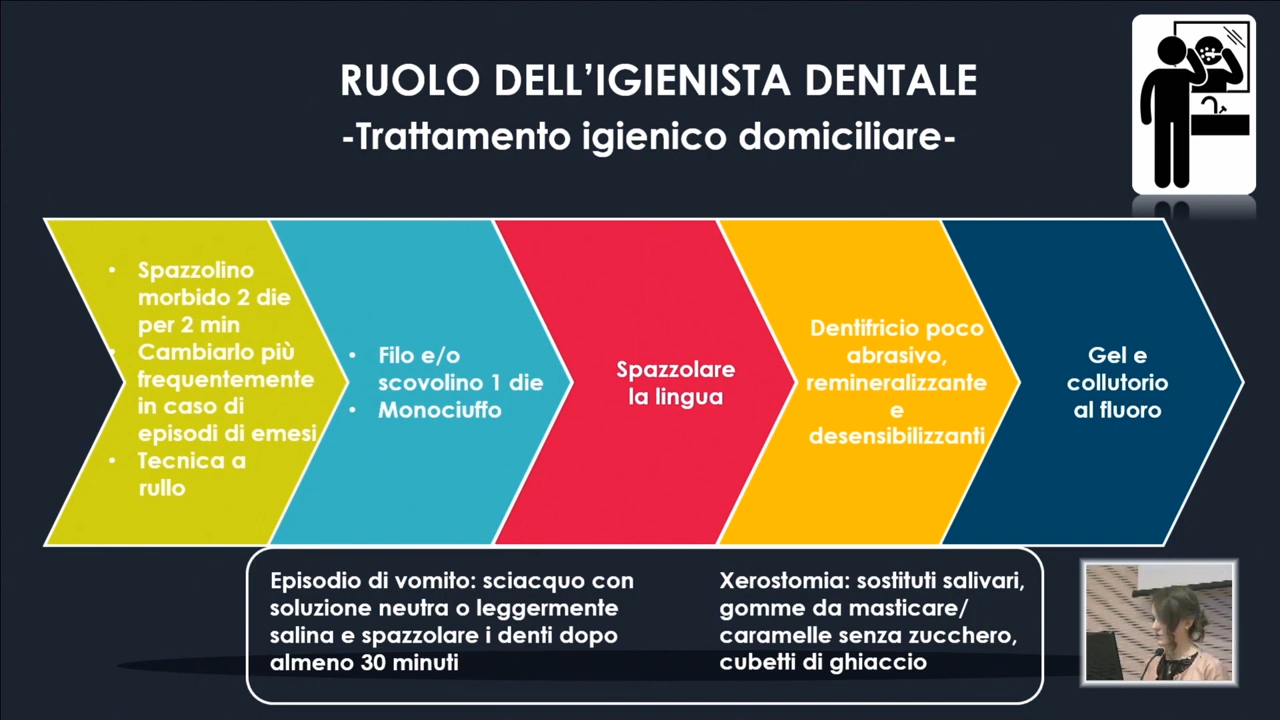 RUOLO DELL'IGIENISTA DENTALE
-Trattamento igienico domiciliare-
• Spazzolino
morbido 2 die
per 2 min
• Cambiarlo più
frequentemente
in caso di
episodi di emesi
• Tecnica a
rullo
• Filo e/o
scovolino 1 die
• Monociuffo
Spazzolare
la lingua
Dentifricio poco
abrasivo,
remineralizzante
e
desensibilizzanti
Gel e
collutorio
al fluoro
Episodio di vomito: sciacquo con
soluzione neutra o leggermente
salina e spazzolare i denti dopo
almeno 30 minuti
Xerostomia: sostituti salivari,
gomme da masticare/
caramelle senza zucchero,
cubetti di ghiaccio